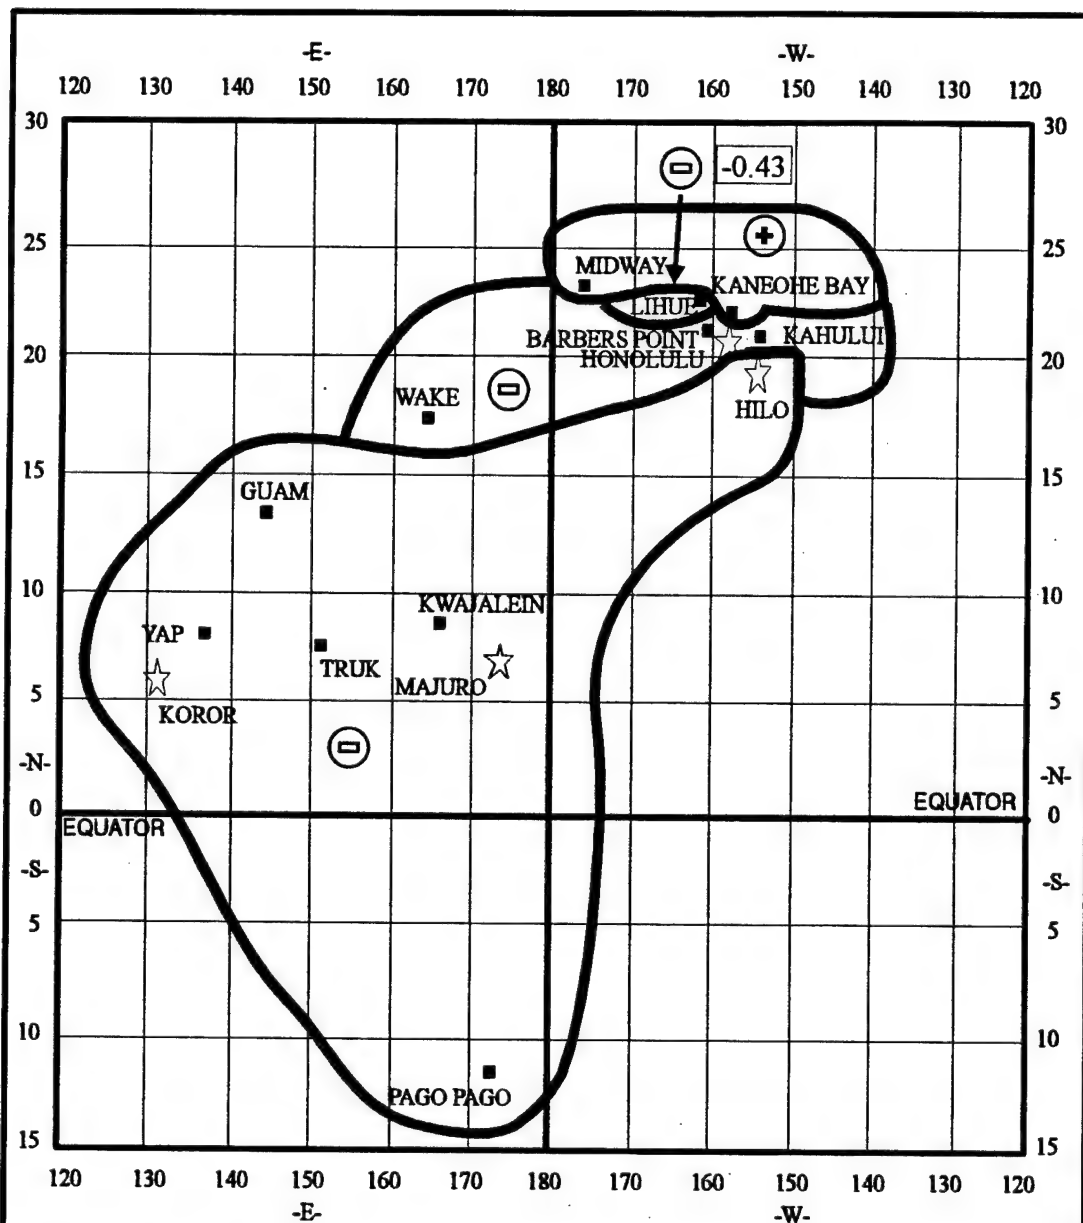 -E- -W-
120 130 140 150 160 170 180 170 160 150 140 130 120
30 30
-0.43
25 + 25
MIDWAY KANEOHE BAY
LIHUE
BARBERS POINT KAHULUI
20 HONOLULU 20
WAKE HILO
15 15
GUAM
10 10
KWAJALEIN
YAP
TRUK MAJURO
5 5
KOROR
-N- -N-
EQUATOR
0 0
EQUATOR
-S- -S-
5 5
10 10
PAGO PAGO
15 15
120 130 140 150 160 170 180 170 160 150 140 130 120
-E- -W-